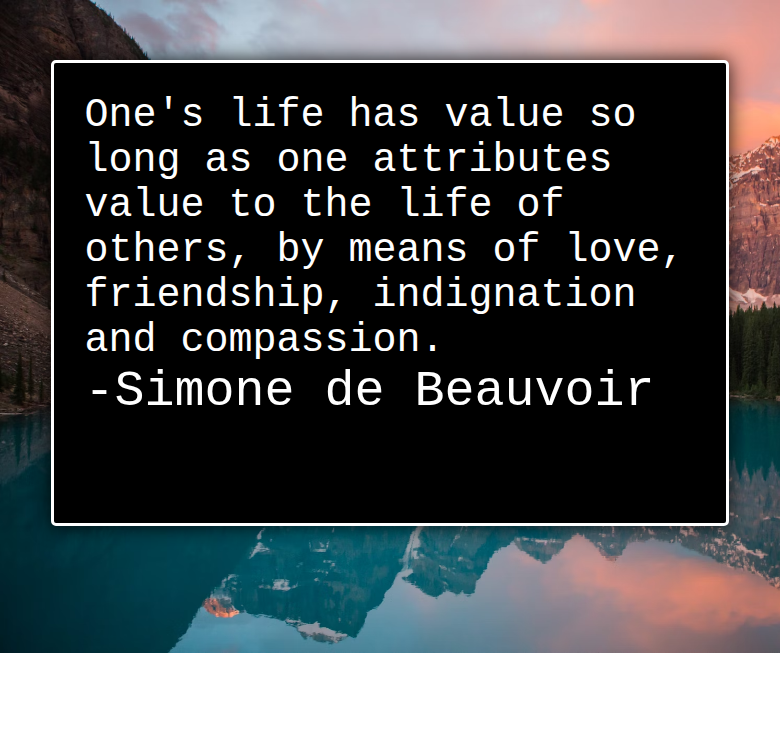 One's life has value so
long as one attributes
value to the life of
others, by means of love,
friendship, indignation
and compassion.
-Simone de Beauvoir